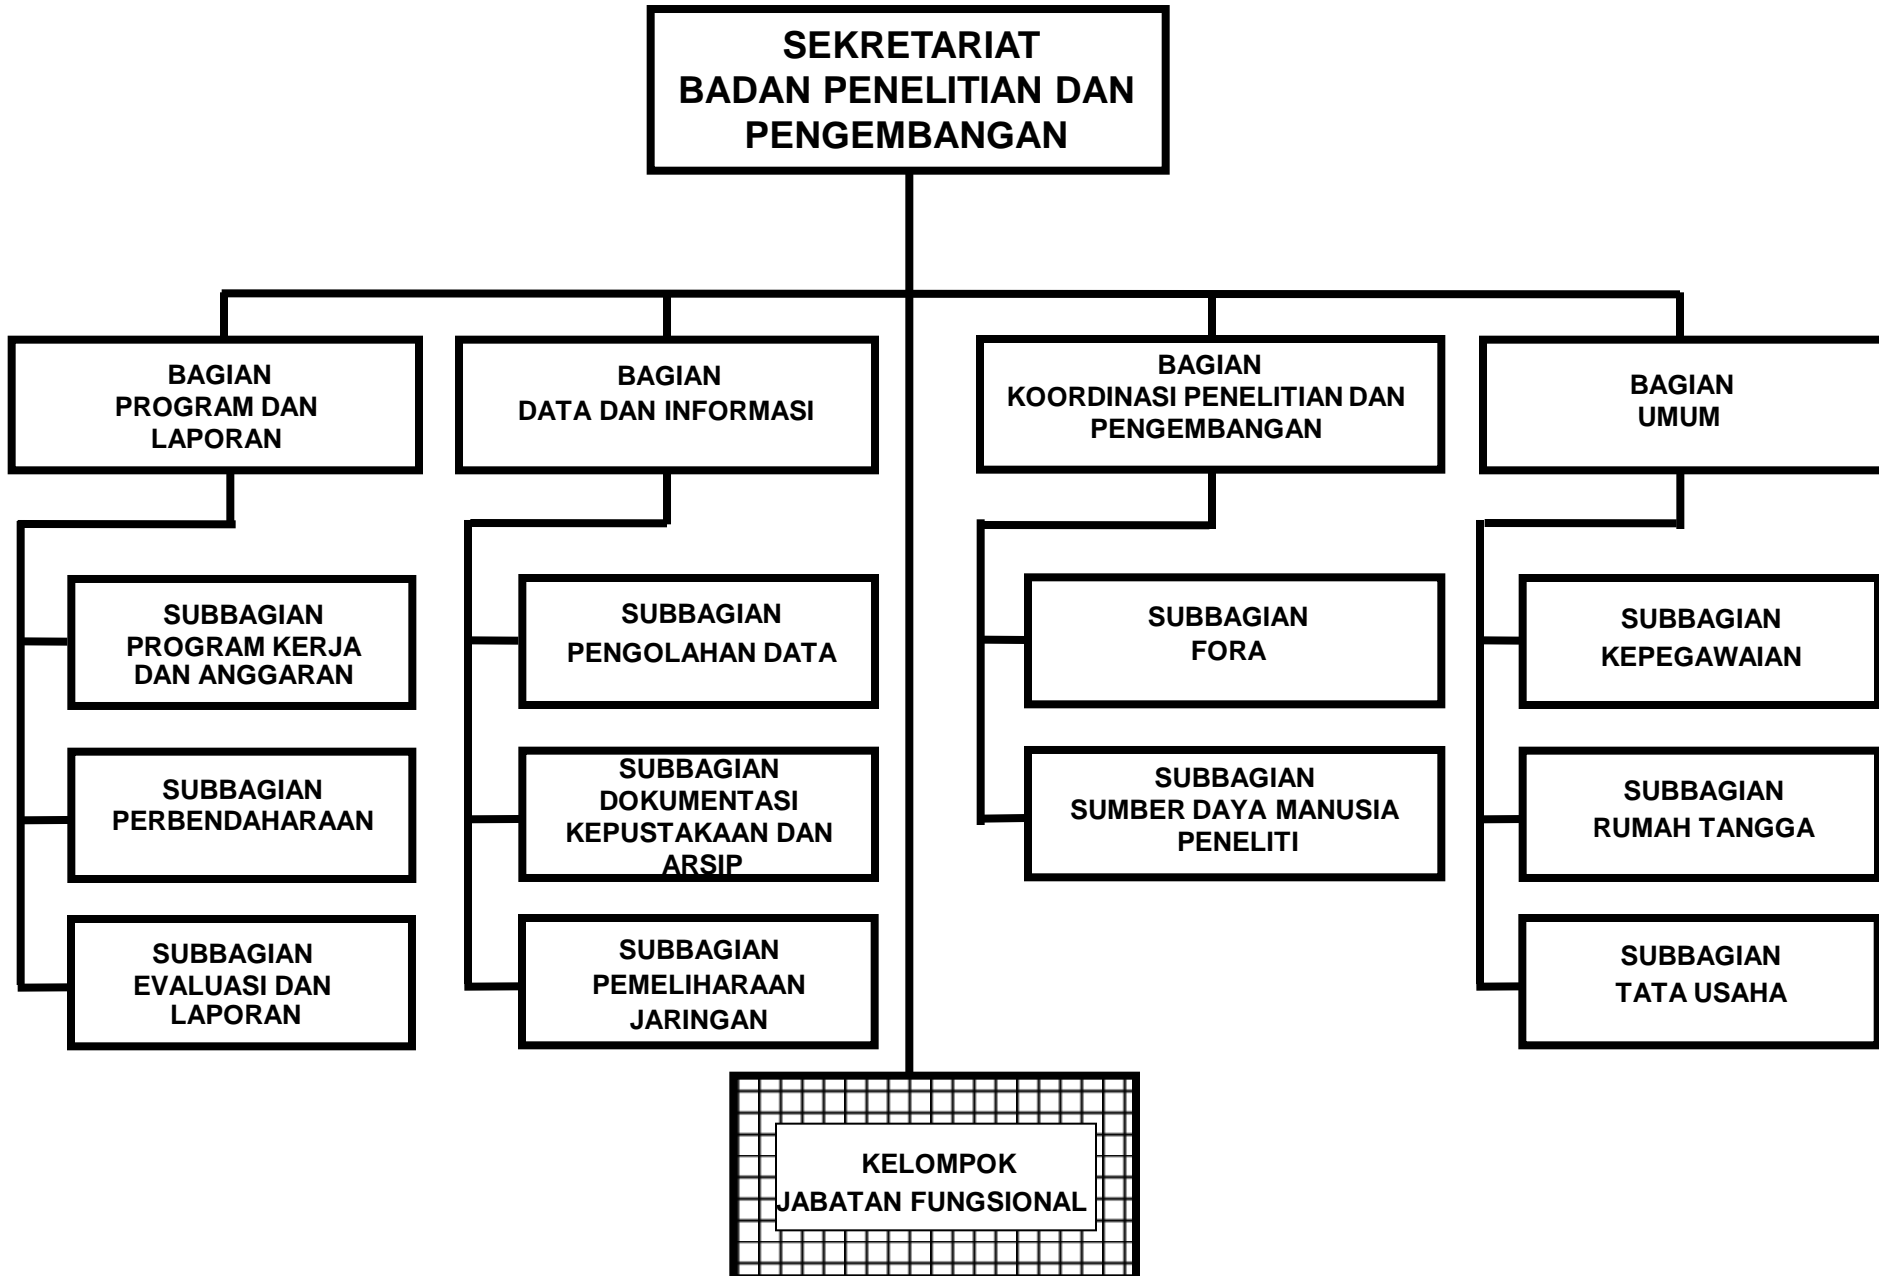 SEKRETARIAT
BADAN PENELITIAN DAN
PENGEMBANGAN
BAGIAN
PROGRAM DAN
LAPORAN
BAGIAN
DATA DAN INFORMASI
BAGIAN
KOORDINASI PENELITIAN DAN
PENGEMBANGAN
BAGIAN
UMUM
SUBBAGIAN
PROGRAM KERJA
DAN ANGGARAN
SUBBAGIAN
PENGOLAHAN DATA
SUBBAGIAN
FORA
SUBBAGIAN
KEPEGAWAIAN
SUBBAGIAN
PERBENDAHARAAN
SUBBAGIAN
DOKUMENTASI
KEPUSTAKAAN DAN
ARSIP
SUBBAGIAN
SUMBER DAYA MANUSIA
PENELITI
SUBBAGIAN
RUMAH TANGGA
SUBBAGIAN
EVALUASI DAN
LAPORAN
SUBBAGIAN
PEMELIHARAAN
JARINGAN
SUBBAGIAN
TATA USAHA
KELOMPOK
JABATAN FUNGSIONAL